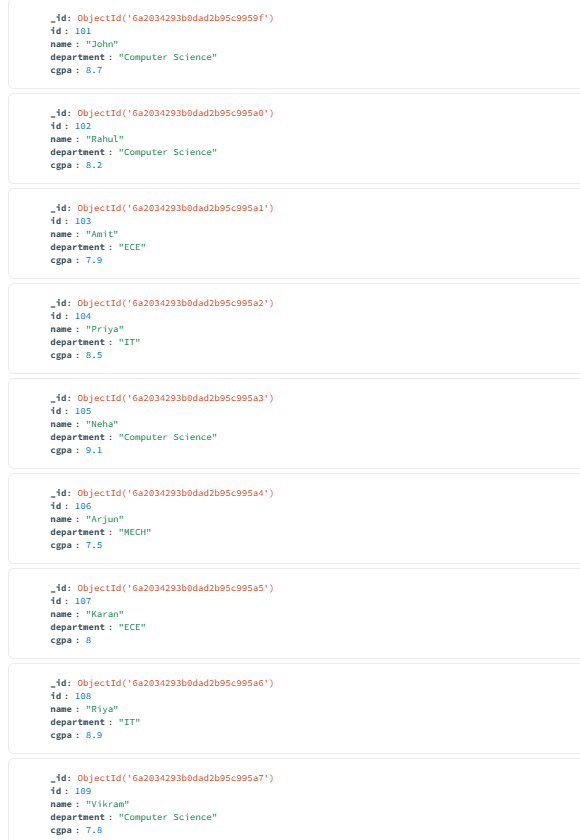 _id: ObjectId('6a2034293b0dad2b95c9959f')
id : 101
name : "John"
department : "Computer Science"
cgpa : 8.7
_id: ObjectId('6a2034293b0dad2b95c995a0')
id : 102
name : "Rahul"
department : "Computer Science"
cgpa : 8.2
_id: ObjectId('6a2034293b0dad2b95c995a1')
id : 103
name : "Amit"
department : "ECE"
cgpa : 7.9
_id: ObjectId('6a2034293b0dad2b95c995a2')
id : 104
name : "Priya"
department : "IT"
cgpa : 8.5
_id: ObjectId('6a2034293b0dad2b95c995a3')
id : 105
name : "Neha"
department : "Computer Science"
cgpa : 9.1
_id: ObjectId('6a2034293b0dad2b95c995a4')
id : 106
name : "Arjun"
department : "MECH"
cgpa : 7.5
_id: ObjectId('6a2034293b0dad2b95c995a5')
id : 107
name : "Karan"
department : "ECE"
cgpa : 8
_id: ObjectId('6a2034293b0dad2b95c995a6')
id : 108
name : "Riya"
department : "IT"
cgpa : 8.9
_id: ObjectId('6a2034293b0dad2b95c995a7')
id : 109
name : "Vikram"
department : "Computer Science"
cgpa : 7.8